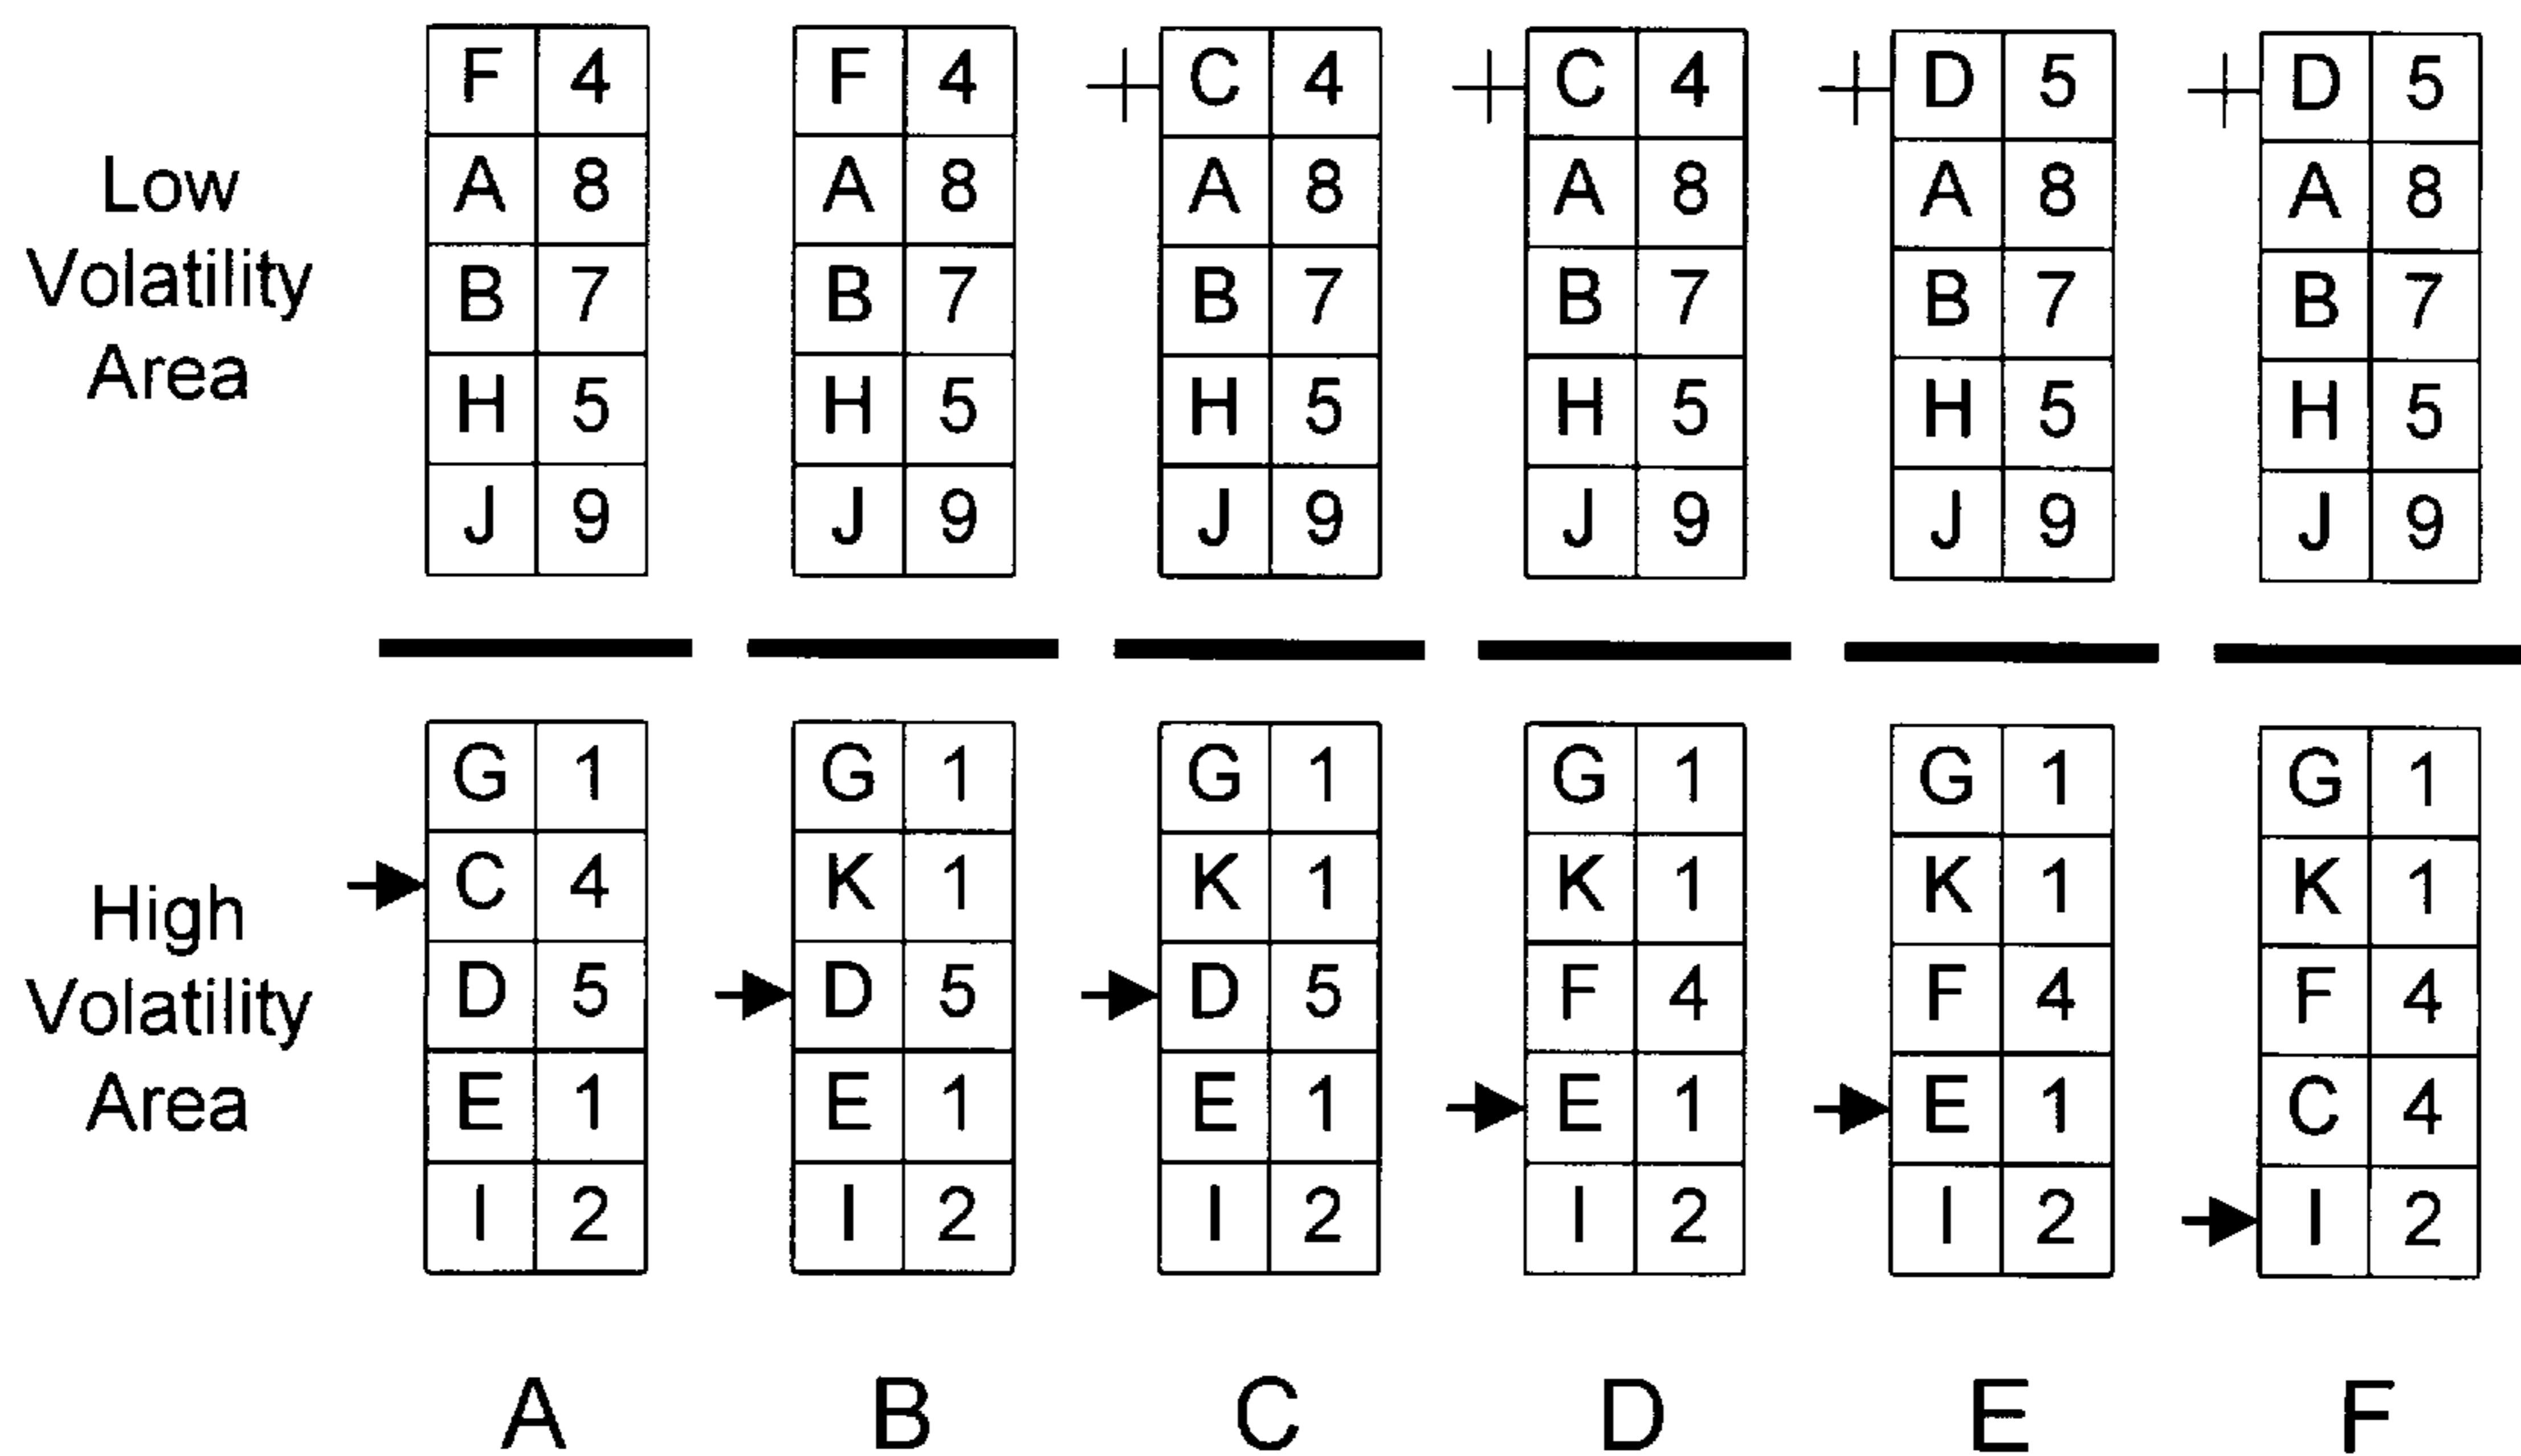 F 4 F 4 C 4 C 4 D 5 D 5
Low A 8 A 8 A 8 A 8 A 8 A 8
Volatility B 7 B 7 B 7 B 7 B 7 B 7
Area H 5 H 5 H 5 H 5 H 5 H 5
J 9 J 9 J 9 J 9 J 9 J 9
G 1 G 1 G 1 G 1 G 1 G 1
High C 4 K 1 K 1 K 1 K 1 K 1
Volatility D 5 D 5 D 5 F 4 F 4 F 4
Area E 1 E 1 E 1 E 1 E 1 C 4
I 2 I 2 I 2 I 2 I 2 I 2
A B C D E F